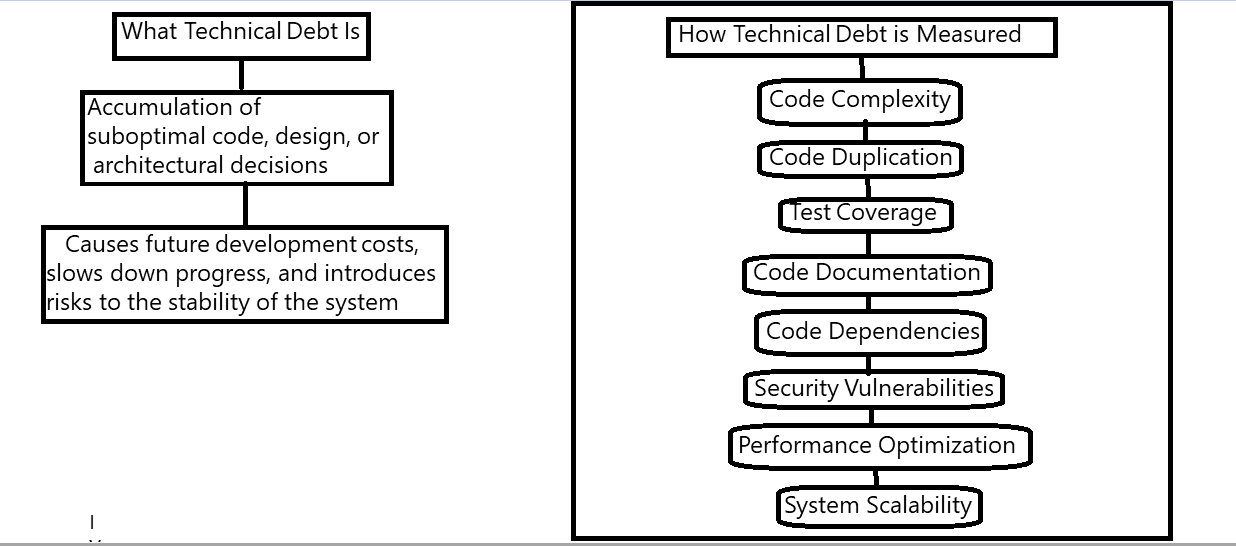 What Technical Debt Is
Accumulation of
suboptimal code, design, or
architectural decisions
Causes future development costs,
slows down progress, and introduces
risks to the stability of the system
How Technical Debt is Measured
Code Complexity
Code Duplication
Test Coverage
Code Documentation
Code Dependencies
Security Vulnerabilities
Performance Optimization
System Scalability